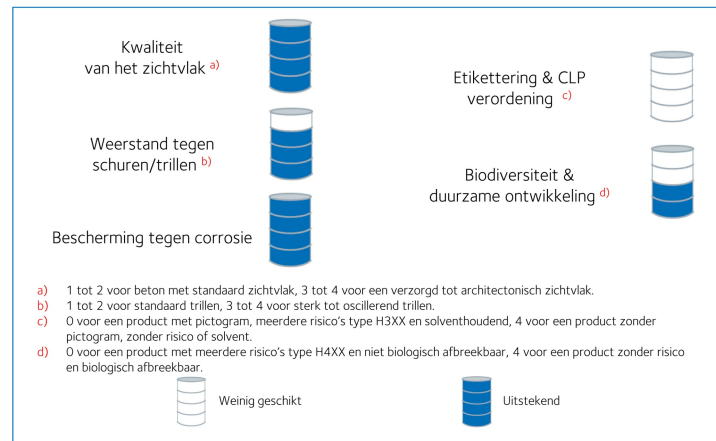 Kwaliteit
van het zichtvlak a)
Weerstand tegen
schuren/trillen b)
Bescherming tegen corrosie
Etikettering & CLP
verordening c)
Biodiversiteit &
duurzame ontwikkeling d)
a) 1 tot 2 voor beton met standaard zichtvlak, 3 tot 4 voor een verzorgd tot architectonisch zichtvlak.
b) 1 tot 2 voor standaard trillen, 3 tot 4 voor sterk tot oscillerend trillen.
c) 0 voor een product met pictogram, meerdere risico's type H3XX en solventhoudend, 4 voor een product zonder
pictogram, zonder risico of solvent.
d) 0 voor een product met meerdere risico's type H4XX en niet biologisch afbreekbaar, 4 voor een product zonder risico
en biologisch afbreekbaar.
Weinig geschikt
Uitstekend